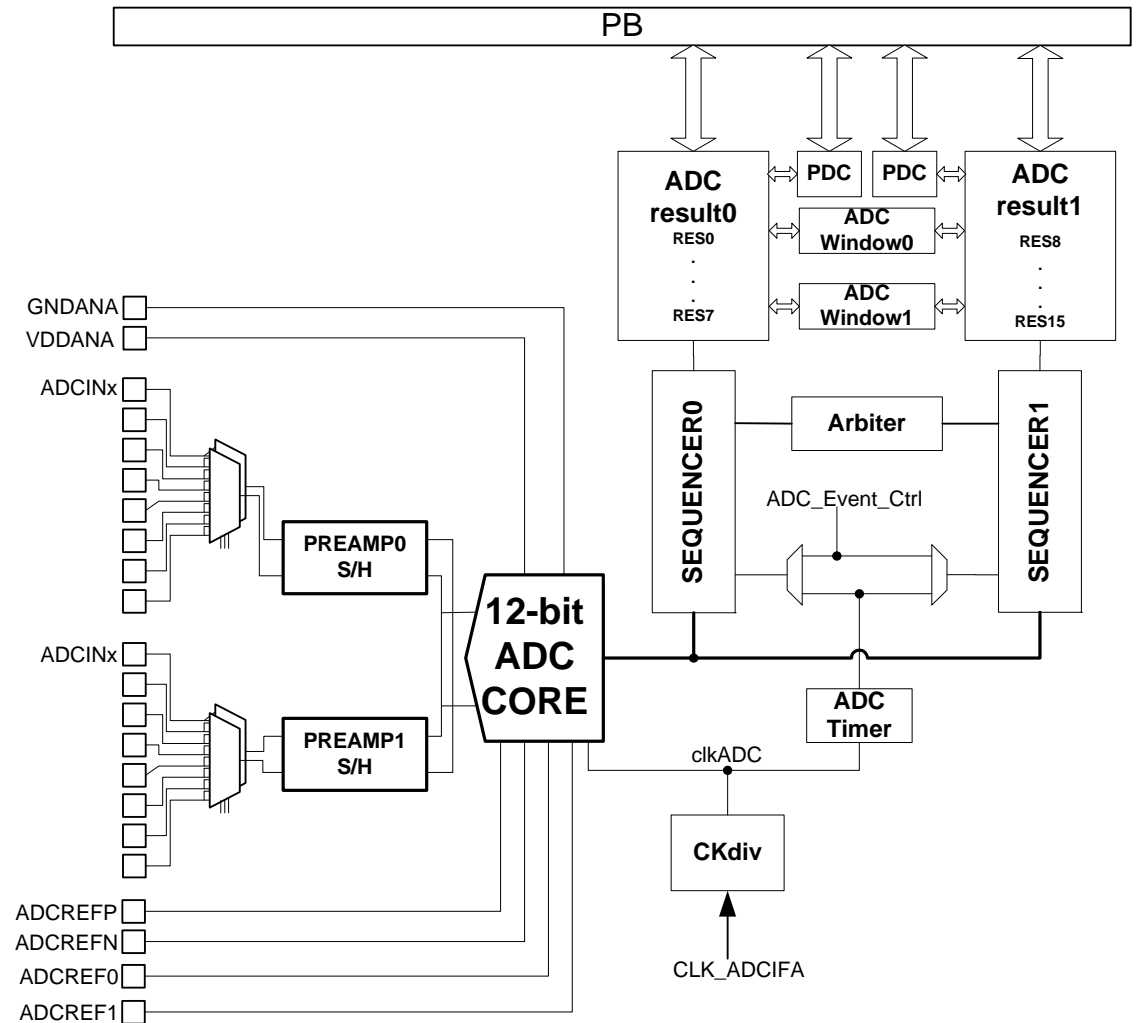 PB
ADC
result0
RES0
.
.
.
RES7
PDC
PDC
ADC
result1
RES8
.
.
.
RES15
ADC
Window0
ADC
Window1
GNDANA
VDDANA
ADCINx
SEQUENCER0
Arbiter
SEQUENCER1
ADC_Event_Ctrl
PREAMP0
S/H
12-bit
ADC
CORE
ADCINx
PREAMP1
S/H
ADC
Timer
clkADC
CKdiv
CLK_ADCIFA
ADCREFP
ADCREFN
ADCREF0
ADCREF1